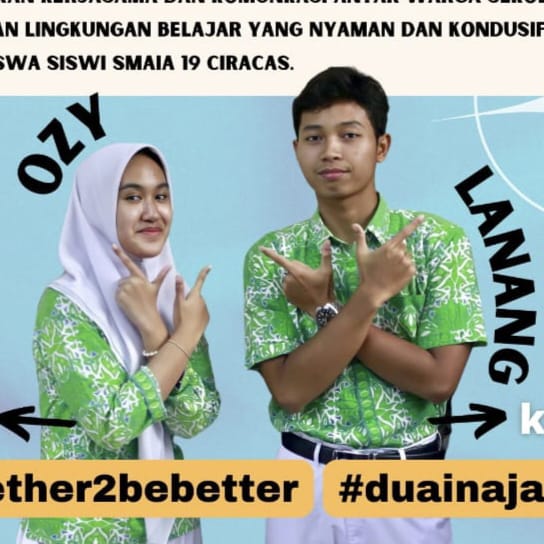 AN LINGKUNGAN BELAJAR YANG NYAMAN DAN KONDUSIF
SWA SISWI SMAIA 19 CIRACAS.
OZY
LANANG
k
ether2bebetter
#duainaja